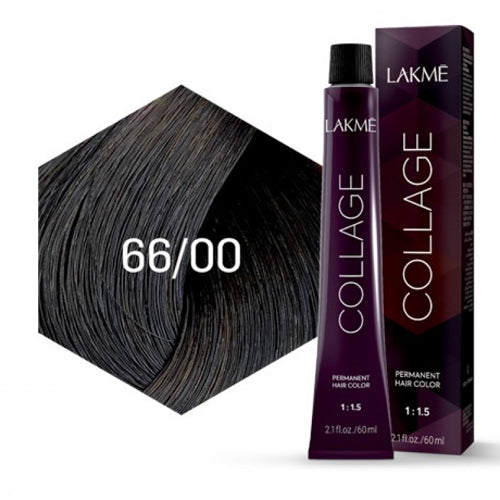 66/00
LAKMĒ
COLLAGE
PERMANENT
HAIR COLOR
1 : 1.5
2.1fl.oz./60ml
LAKMĒ
COLLAGE
PERMANENT
HAIR COLOR
1 : 1.5
2.1fl.oz./60ml